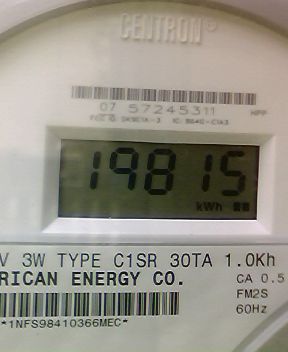 CENTRON®
07 57245311
HPP
19815
kWh
V 3W TYPE C1SR 30TA 1.0Kh
RICAN ENERGY CO.
CA 0.5
FM2S
60Hz
*1NFS98410366MEC*